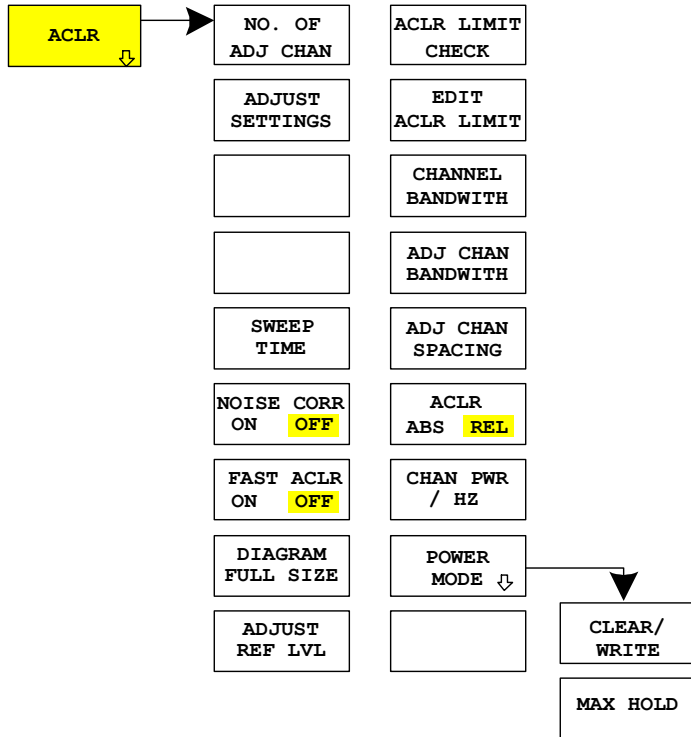 ACLR
NO. OF
ADJ CHAN
ADJUST
SETTINGS
SWEEP
TIME
NOISE CORR
ON OFF
FAST ACLR
ON OFF
DIAGRAM
FULL SIZE
ADJUST
REF LVL
ACLR LIMIT
CHECK
EDIT
ACLR LIMIT
CHANNEL
BANDWITH
ADJ CHAN
BANDWITH
ADJ CHAN
SPACING
ACLR
ABS REL
CHAN PWR
/ HZ
POWER
MODE
CLEAR/
WRITE
MAX HOLD